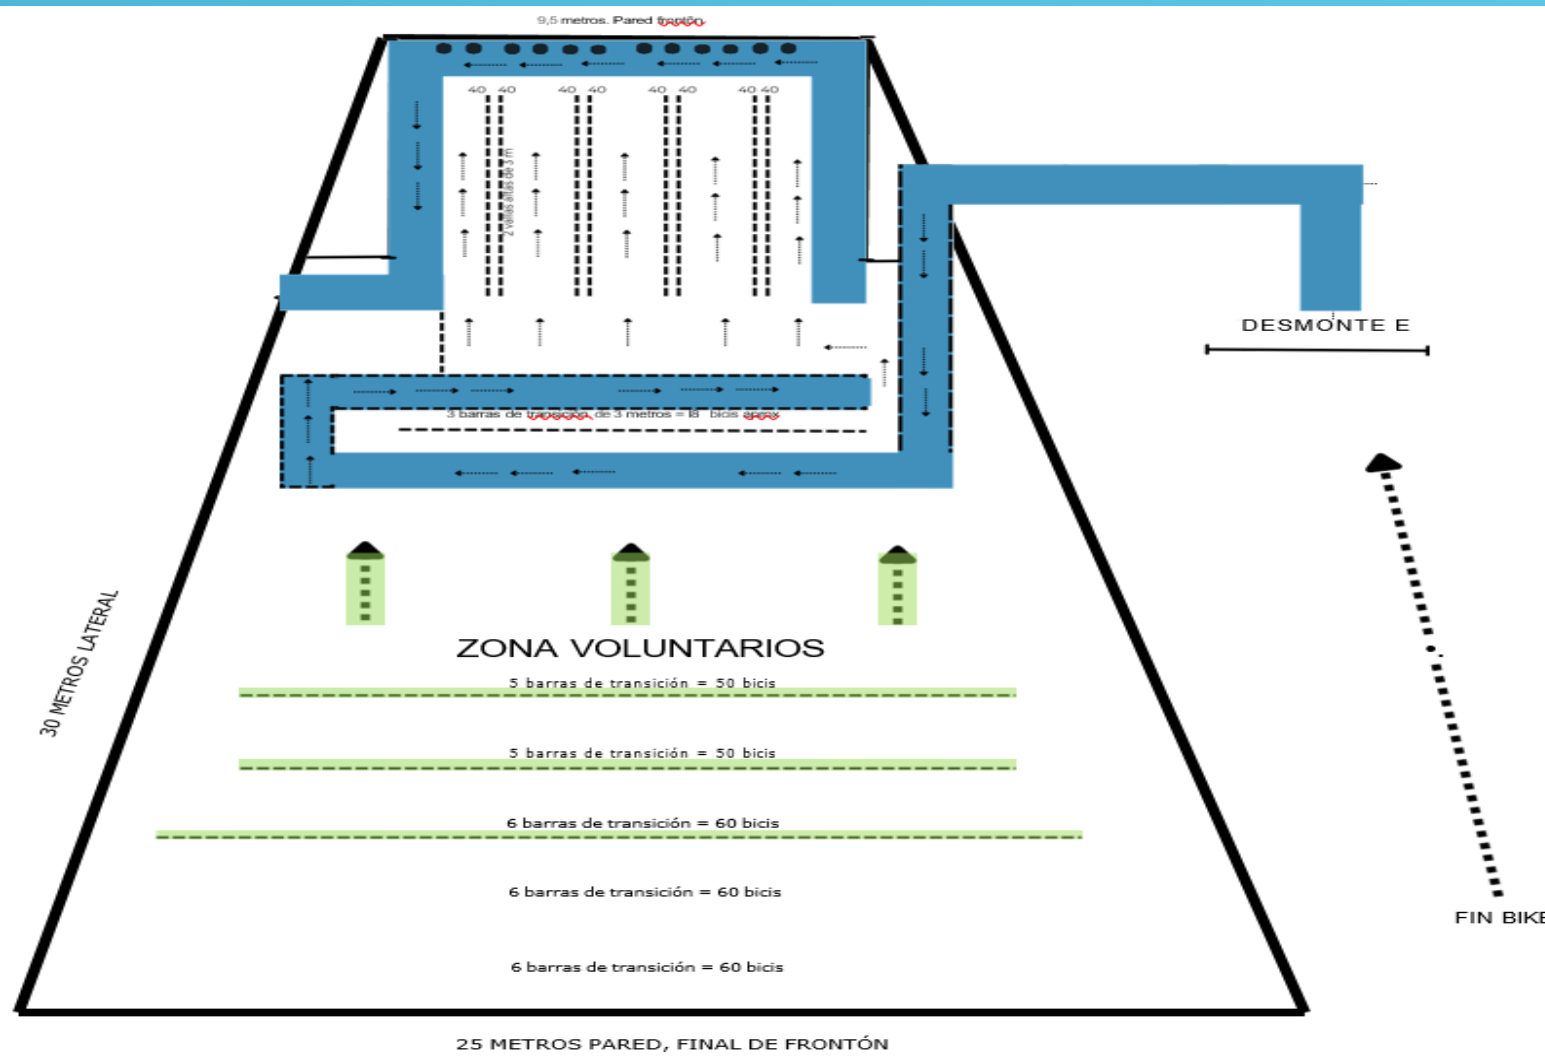 9,5 metros. Pared frontón
40 40 40 40 40 40 40 40
2 vallas altas de 3 m
DESMONTE E
3 barras de transición de 3 metros = 18 bicis aprox
ZONA VOLUNTARIOS
5 barras de transición = 50 bicis
30 METROS LATERAL
5 barras de transición = 50 bicis
6 barras de transición = 60 bicis
6 barras de transición = 60 bicis
FIN BIKE
6 barras de transición = 60 bicis
25 METROS PARED, FINAL DE FRONTÓN